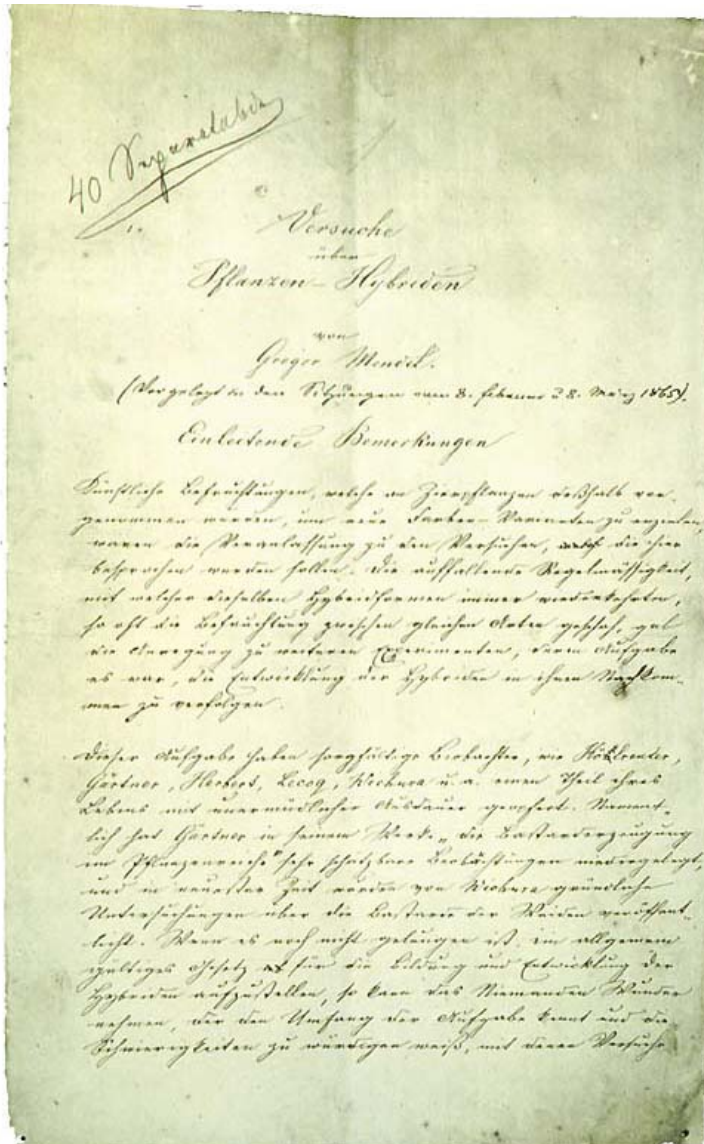 40 Separatabdr.
1.
Versuche
über
Pflanzen-Hybriden
von
Gregor Mendel.
(Vorgelegt in den Sitzungen vom 8. Februar u 8. März 1865).
Einleitende Bemerkungen
Künstliche Befruchtungen, welche an Zierpflanzen deßhalb vor-
genommen wurden, um neue Farben-Varianten zu erzielen,
waren die Veranlassung zu den Versuchen, die hier
besprochen werden sollen. Die auffallende Regelmässigkeit,
mit welcher dieselben Hybridformen immer wiederkehrten,
so oft die Befruchtung zwischen gleichen Arten geschah, gab
die Anregung zu weiteren Experimenten, deren Aufgabe
es war, die Entwicklung der Hybriden in ihren Nachkom-
men zu verfolgen.
Dieser Aufgabe haben sorgfältige Beobachter, wie Kölreuter,
Gärtner, Herbert, Lecoq, Wichura u. a. einen Theil ihres
Lebens mit unermüdlicher Ausdauer geopfert. Nament-
lich hat Gärtner in seinem Werke „die Bastarderzeugung
im Pflanzenreiche" sehr schätzbare Beobachtungen niedergelegt,
und in neuester Zeit wurden von Wichura gründliche
Untersuchungen über die Bastarde der Weiden veröffent-
licht. Wenn es noch nicht gelungen ist, ein allgemein
gültiges Gesetz für die Bildung und Entwicklung der
Hybriden aufzustellen, so kann das Niemanden Wunder
nehmen, der den Umfang der Aufgabe kennt und die
Schwierigkeiten zu würdigen weiß, mit denen Versuche